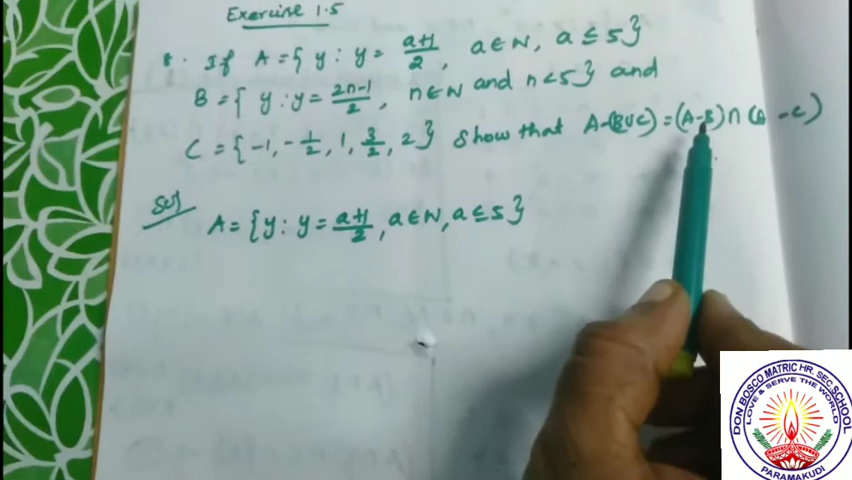 Exercise 1.5
8. If A = { y : y = a+1/2, a ∈ N, a ≤ 5 }
B = { y : y = 2n-1/2, n ∈ N and n < 5 } and
C = { -1, -1/2, 1, 3/2, 2 } Show that A-(B∪C) = (A-B) ∩ (A - C)
Sol)
A = { y : y = a+1/2, a ∈ N, a ≤ 5 }
DON BOSCO MATRIC HR. SEC. SCHOOL
LOVE & SERVE THE WORLD
PARAMAKUDI